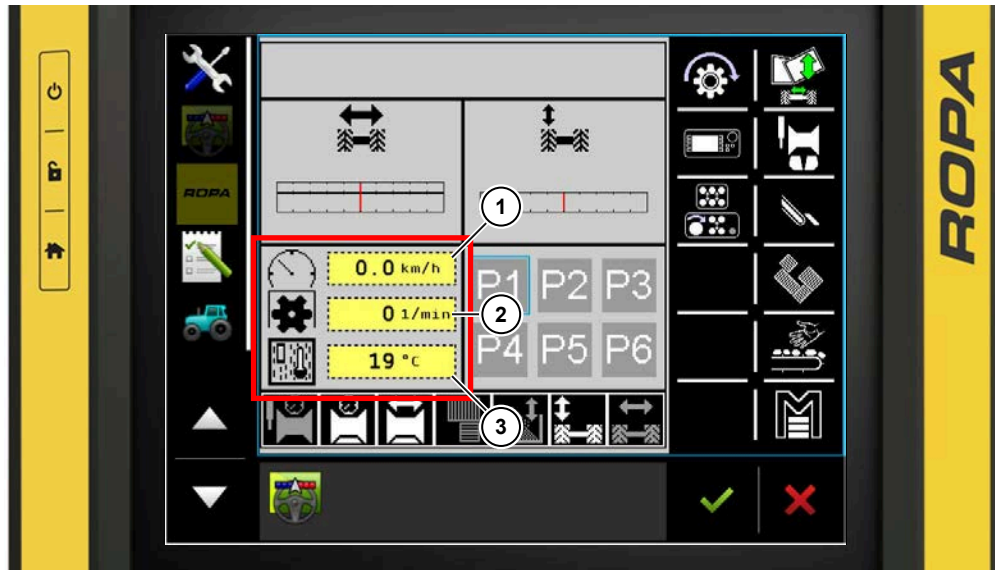 ROPA
ROPA
1
0.0 km/h
P1 P2 P3
0 1/min
2
19 °C
P4 P5 P6
3